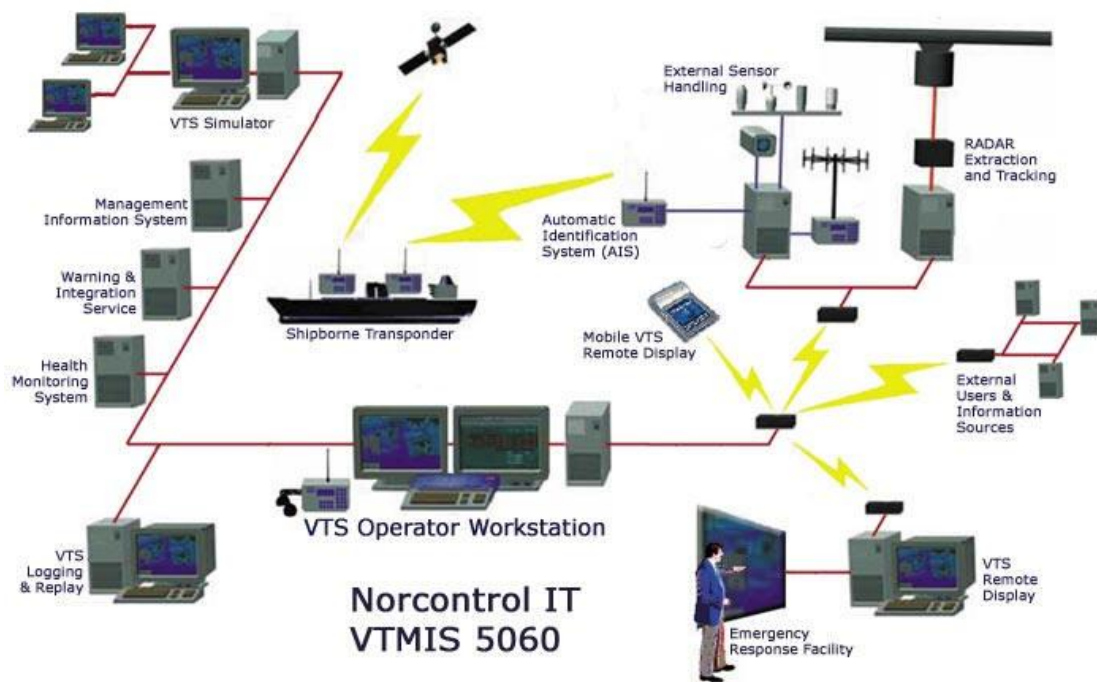 VTS Simulator
External Sensor
Handling
RADAR
Extraction
and Tracking
Management
Information System
Automatic
Identification
System (AIS)
Warning &
Integration
Service
Shipborne Transponder
Mobile VTS
Remote Display
Health
Monitoring
System
External
Users &
Information
Sources
VTS Operator Workstation
VTS
Logging
& Replay
VTS
Remote
Display
Norcontrol IT
VTMIS 5060
Emergency
Response Facility